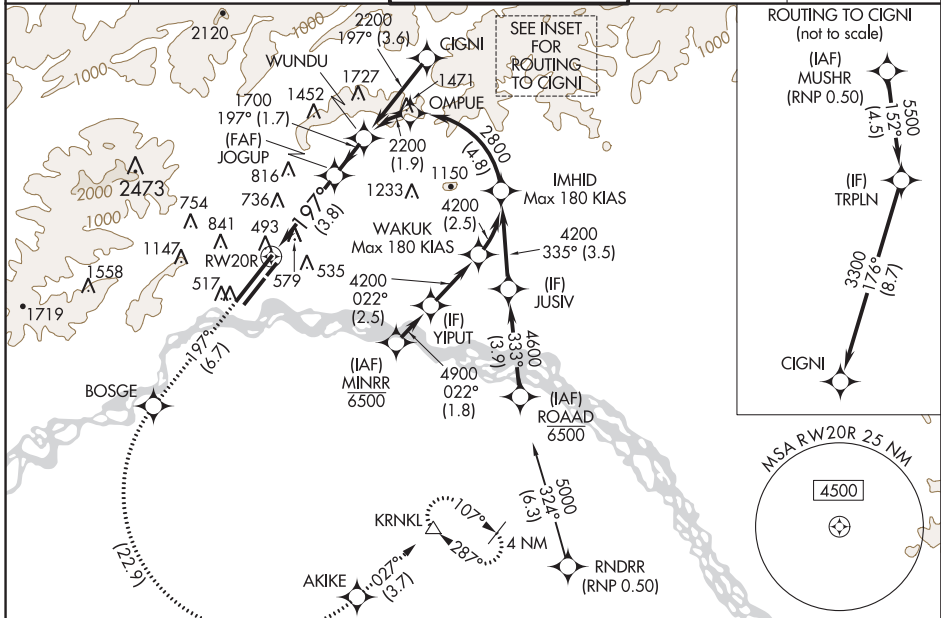 2120
1000
2200
197° (3.6)
CIGNI
SEE INSET
FOR
ROUTING
TO CIGNI
1000
WUNDU
1727
1471
1452
OMPUE
1700
197° (1.7)
(FAF)
JOGUP
2200
(1.9)
2800
(4.8)
816
1150
1233
IMHID
Max 180 KIAS
2473
2000
1000
736
197°
(3.8)
4200
(2.5)
WAKUK
Max 180 KIAS
754
841
493
RW20R
1147
579
535
4200
335° (3.5)
1558
517
1719
4200
022°
(2.5)
(IF)
YIPUT
(IF)
JUSIV
197°
(6.7)
(IAF)
MINRR
6500
4900
022°
(1.8)
4600
333°
(3.9)
BOSGE
(IAF)
ROAAD
6500
5000
324°
(6.3)
KRNKL
107°
287°
4 NM
(22.9)
AKIKE
027°
(3.7)
RNDRR
(RNP 0.50)
ROUTING TO CIGNI
(not to scale)
(IAF)
MUSHR
(RNP 0.50)
5500
152°
(4.5)
(IF)
TRPLN
3300
176°
(8.7)
CIGNI
MSA RW20R 25 NM
4500